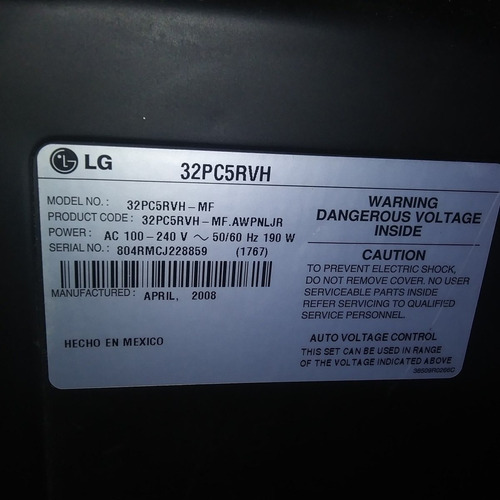 LG
32PC5RVH
MODEL NO.: 32PC5RVH-MF
PRODUCT CODE: 32PC5RVH-MF.AWPNLJR
POWER: AC 100-240 V ~ 50/60 Hz 190 W
SERIAL NO.: 804RMCJ228859 (1767)
MANUFACTURED: APRIL, 2008
HECHO EN MEXICO
WARNING
DANGEROUS VOLTAGE
INSIDE
CAUTION
TO PREVENT ELECTRIC SHOCK,
DO NOT REMOVE COVER. NO USER
SERVICEABLE PARTS INSIDE
REFER SERVICING TO QUALIFIED
SERVICE PERSONNEL.
AUTO VOLTAGE CONTROL
THIS SET CAN BE USED IN RANGE
OF THE VOLTAGE INDICATED ABOVE